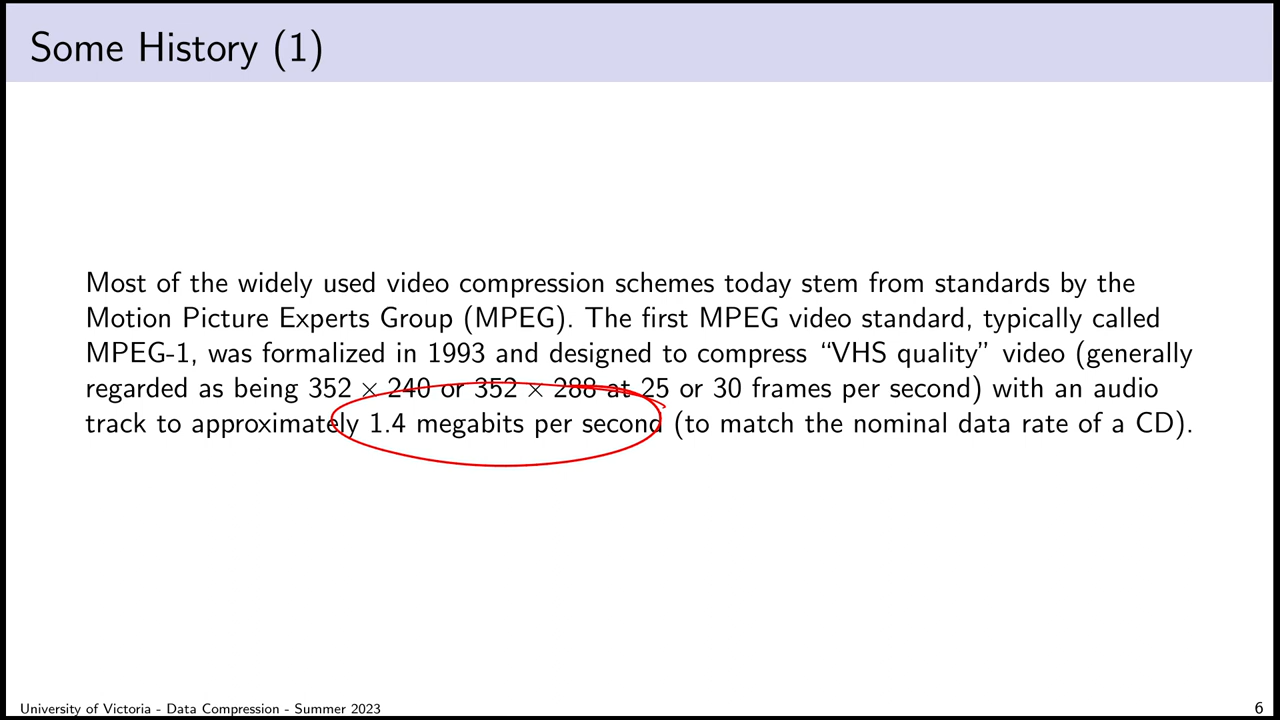 Some History (1)
Most of the widely used video compression schemes today stem from standards by the
Motion Picture Experts Group (MPEG). The first MPEG video standard, typically called
MPEG-1, was formalized in 1993 and designed to compress “VHS quality” video (generally
regarded as being 352 × 240 or 352 × 288 at 25 or 30 frames per second) with an audio
track to approximately 1.4 megabits per second (to match the nominal data rate of a CD).
University of Victoria - Data Compression - Summer 2023
6